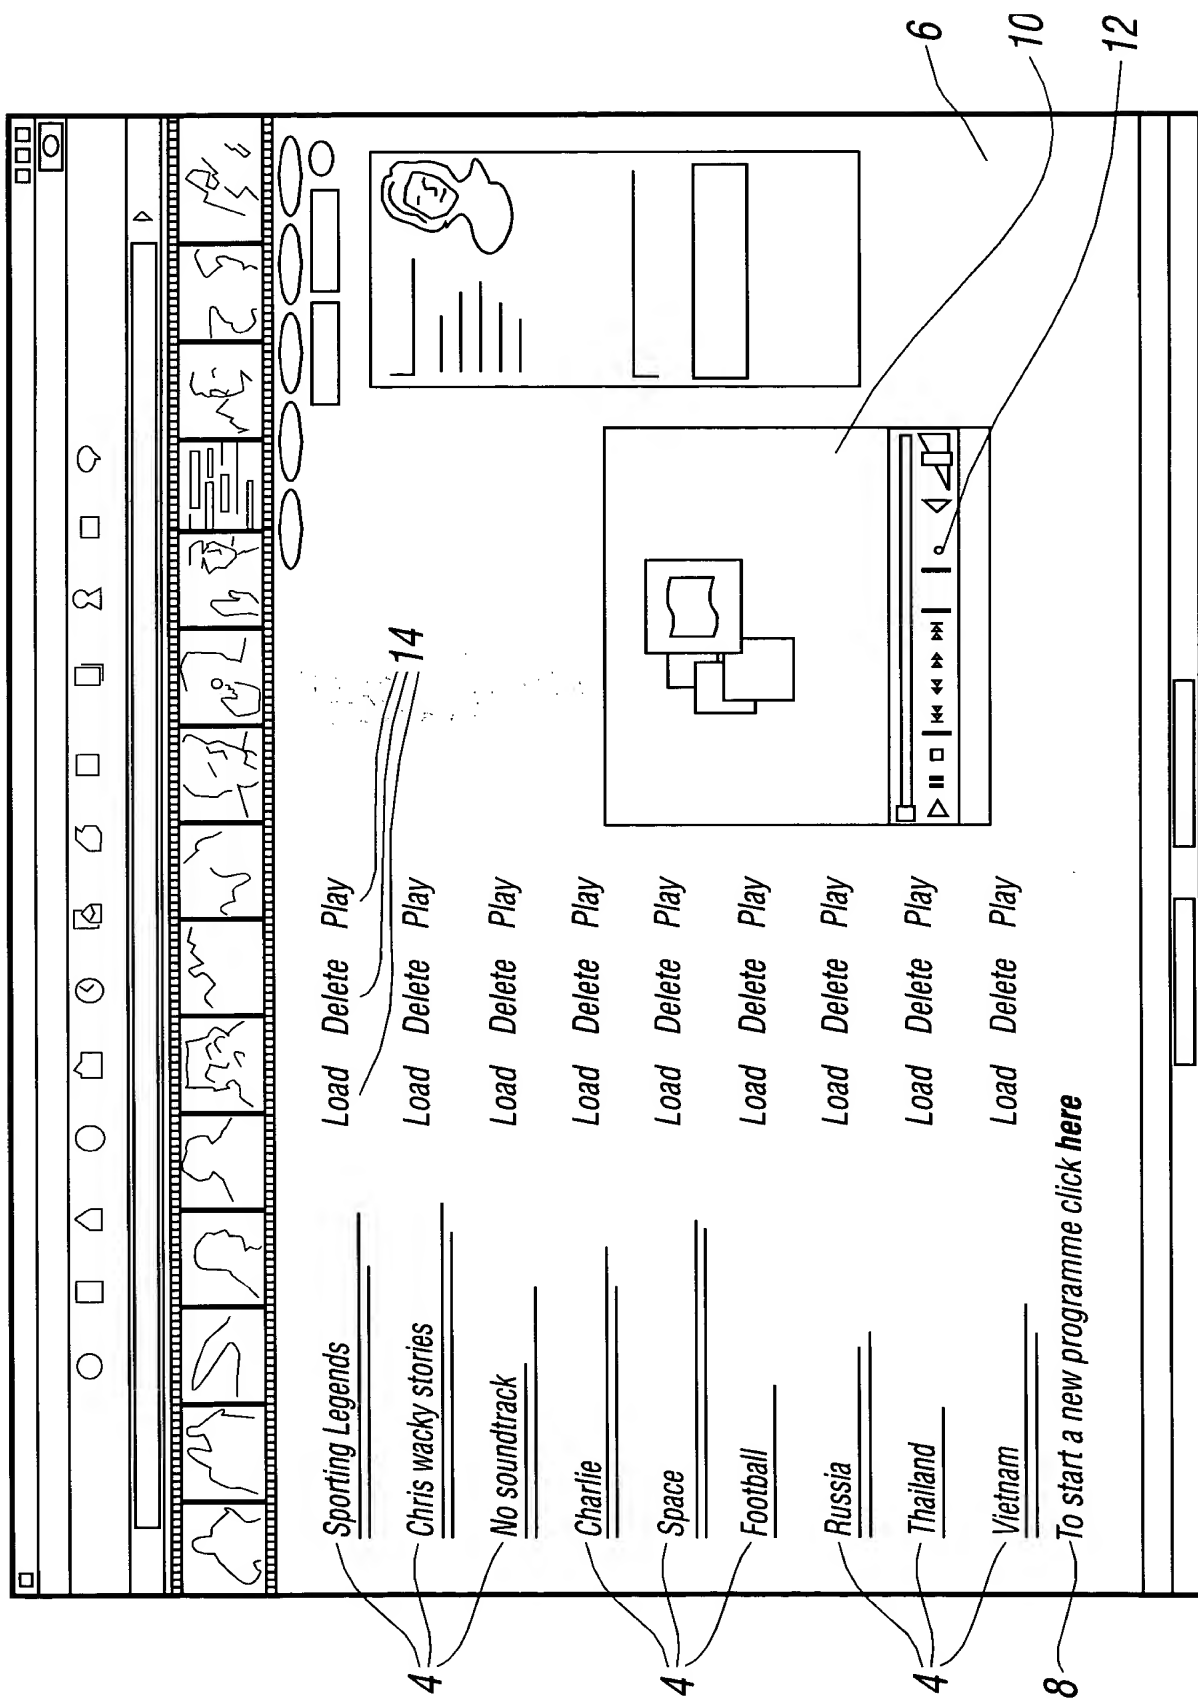 14
Sporting Legends Load Delete Play
Chris wacky stories Load Delete Play
4
No soundtrack Load Delete Play
Charlie Load Delete Play
4
Space Load Delete Play
Football Load Delete Play
Russia Load Delete Play
4
Thailand Load Delete Play
Vietnam Load Delete Play
8 To start a new programme click here
6
10
12